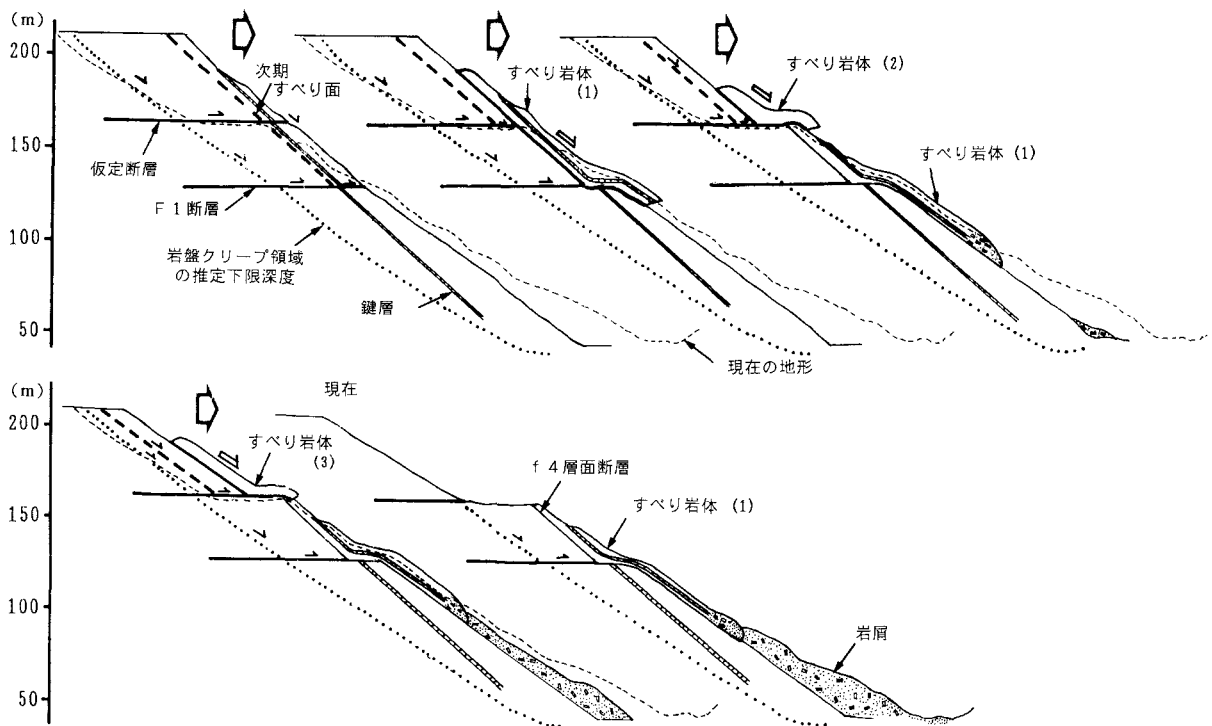 (m)
200
150
100
50
次期
すべり面
仮定断層
F1断層
岩盤クリープ領域
の推定下限深度
鍵層
すべり岩体
(1)
すべり岩体 (2)
すべり岩体 (1)
現在の地形
(m)
200
150
100
50
すべり岩体
(3)
現在
f4層面断層
すべり岩体 (1)
岩屑